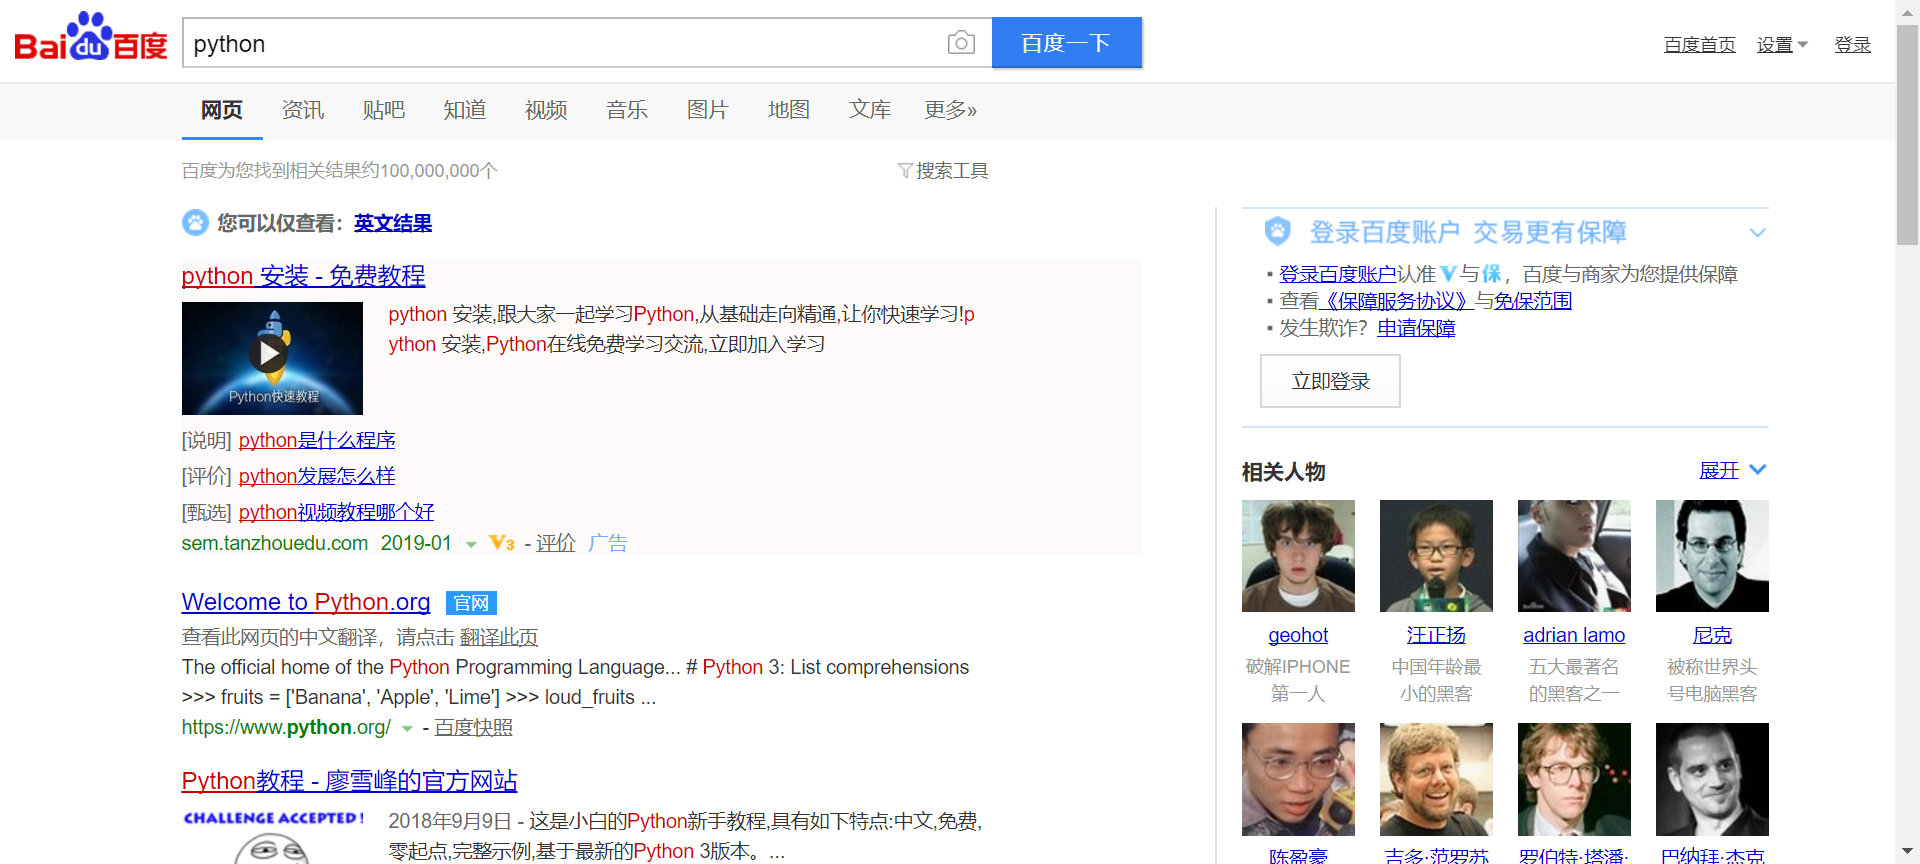 Bai du 百度
python
百度一下
百度首页 设置 登录
网页 资讯 贴吧 知道 视频 音乐 图片 地图 文库 更多»
百度为您找到相关结果约100,000,000个
搜索工具
您可以仅查看：英文结果
python 安装 - 免费教程
Python快速教程
python 安装,跟大家一起学习Python,从基础走向精通,让你快速学习!p
ython 安装,Python在线免费学习交流,立即加入学习
[说明] python是什么程序
[评价] python发展怎么样
[甄选] python视频教程哪个好
sem.tanzhouedu.com 2019-01 V3 - 评价 广告
Welcome to Python.org 官网
查看此网页的中文翻译，请点击 翻译此页
The official home of the Python Programming Language... # Python 3: List comprehensions
>>> fruits = ['Banana', 'Apple', 'Lime'] >>> loud_fruits ...
https://www.python.org/ - 百度快照
Python教程 - 廖雪峰的官方网站
CHALLENGE ACCEPTED!
2018年9月9日 - 这是小白的Python新手教程,具有如下特点:中文,免费,
零起点,完整示例,基于最新的Python 3版本。...
登录百度账户 交易更有保障
▪ 登录百度账户认准V与保，百度与商家为您提供保障
▪ 查看《保障服务协议》与免保范围
▪ 发生欺诈？申请保障
立即登录
相关人物
展开
geohot
破解IPHONE
第一人
汪正扬
中国年龄最
小的黑客
adrian lamo
五大最著名
的黑客之一
尼克
被称世界头
号电脑黑客
陈盈豪
吉多·范罗苏
罗伯特·塔潘·
巴纳拜·杰克